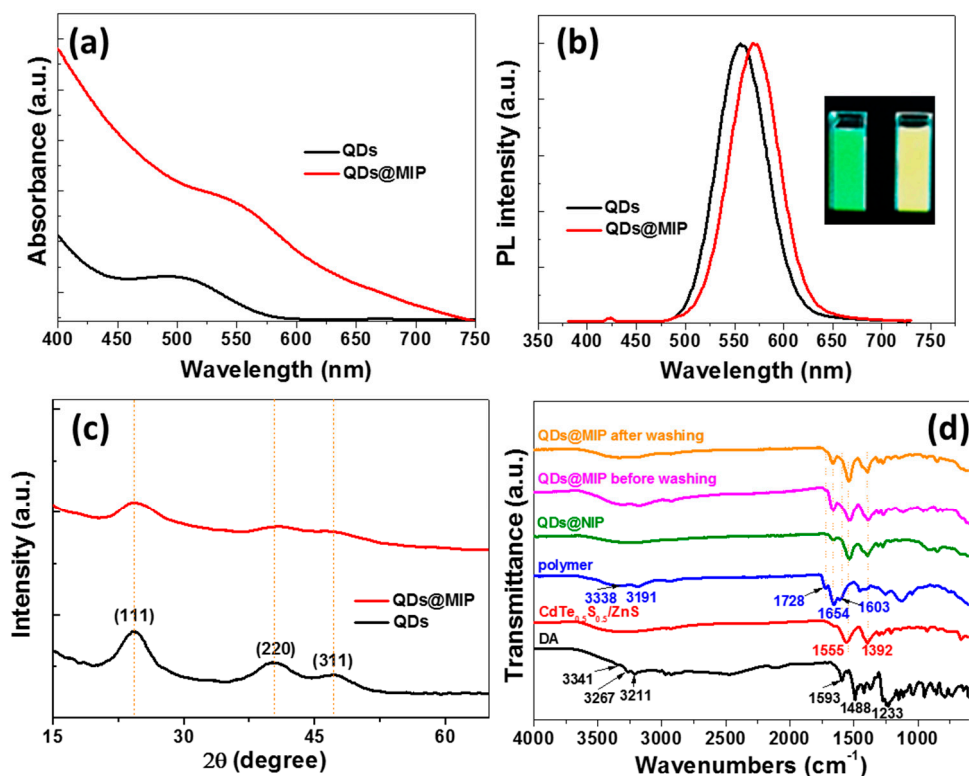 (a)
Absorbance (a.u.)
QDs
QDs@MIP
400 450 500 550 600 650 700 750
Wavelength (nm)
(b)
PL intensity (a.u.)
QDs
QDs@MIP
350 400 450 500 550 600 650 700 750
Wavelength (nm)
(c)
Intensity (a.u.)
QDs@MIP
QDs
(111)
(220)
(311)
15 30 45 60
2θ (degree)
(d)
Transmittance (a.u.)
QDs@MIP after washing
QDs@MIP before washing
QDs@NIP
polymer
3338 3191
1728
1654
1603
CdTe0.5S0.5/ZnS
1555 1392
DA
3341
3267
3211
1593
1488
1233
4000 3500 3000 2500 2000 1500 1000
Wavenumbers (cm-1)